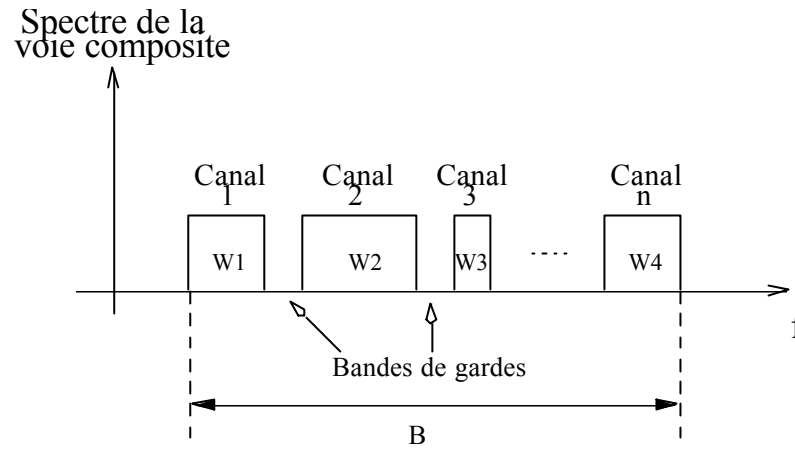 Spectre de la
voie composite
Canal
1
Canal
2
Canal
3
Canal
n
W1
W2
W3
.....
W4
f
Bandes de gardes
B